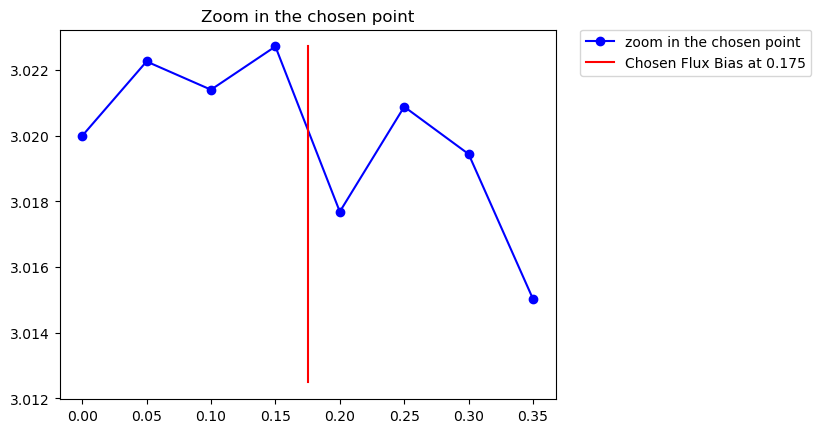 Zoom in the chosen point
zoom in the chosen point
Chosen Flux Bias at 0.175
3.022
3.020
3.018
3.016
3.014
3.012
0.00 0.05 0.10 0.15 0.20 0.25 0.30 0.35